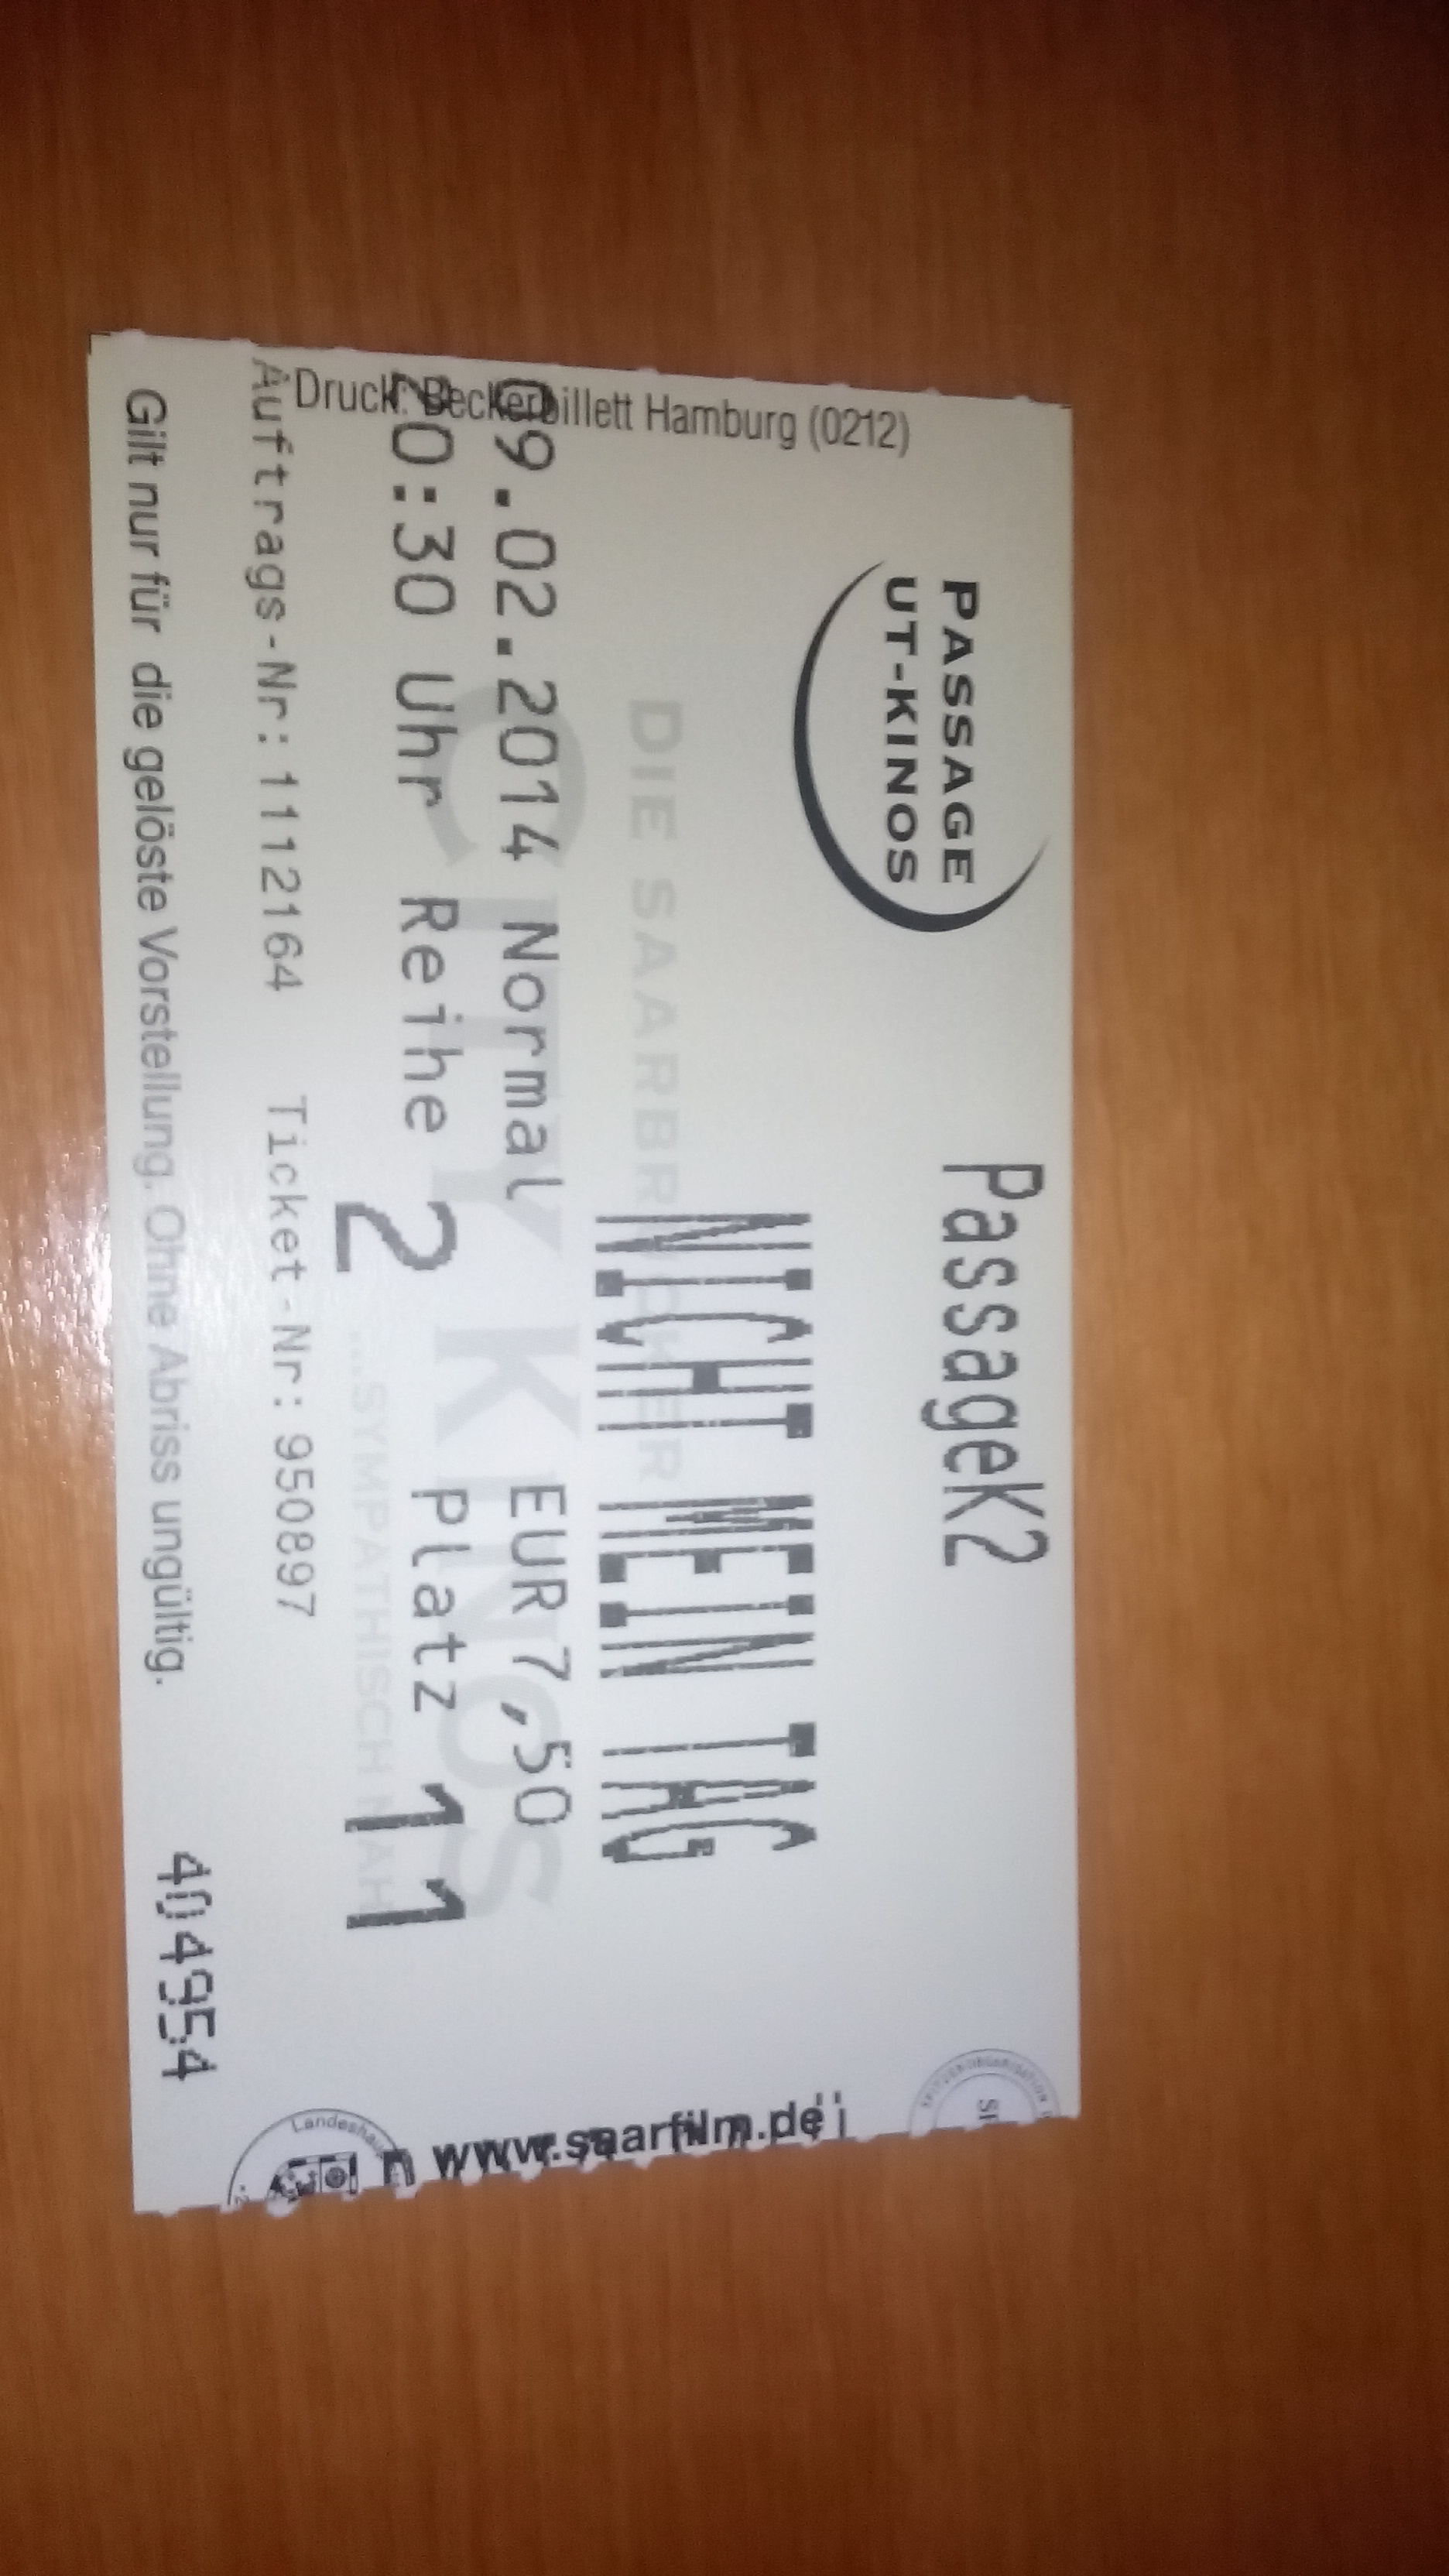 PassageK2
PASSAGE
UT-KINOS
NICHT MEIN TAG
DIE SAARBRÜCKER
CITY KINOS
...SYMPATHISCH NAH
09.02.2014 Normal EUR 7,50
20:30 Uhr Reihe 2 Platz 11
Auftrags-Nr: 1112164 Ticket-Nr: 950897
Gilt nur für die gelöste Vorstellung. Ohne Abriss ungültig.
404954
Druck: Beckerbillett Hamburg (0212)
www.saarfilm.de